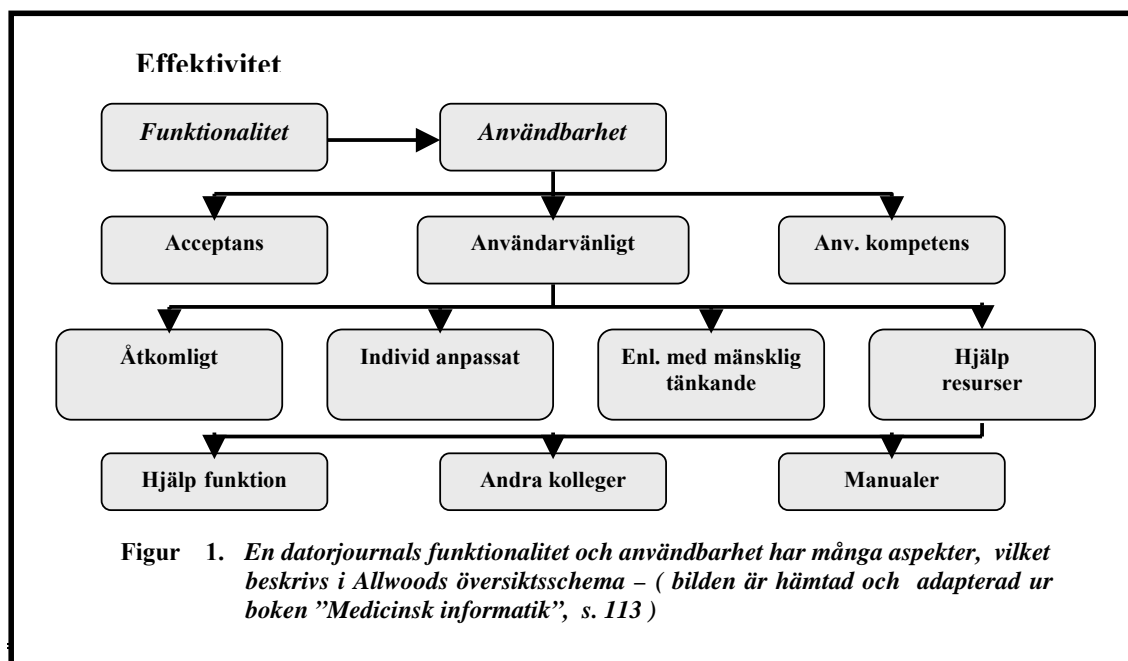 Effektivitet
Funktionalitet
Användbarhet
Acceptans
Användarvänligt
Anv. kompetens
Åtkomligt
Individ anpassat
Enl. med mänsklig
tänkande
Hjälp
resurser
Hjälp funktion
Andra kolleger
Manualer
Figur 1. En datorjournals funktionalitet och användbarhet har många aspekter, vilket
beskrivs i Allwoods översiktsschema – ( bilden är hämtad och adapterad ur
boken ”Medicinsk informatik”, s. 113 )